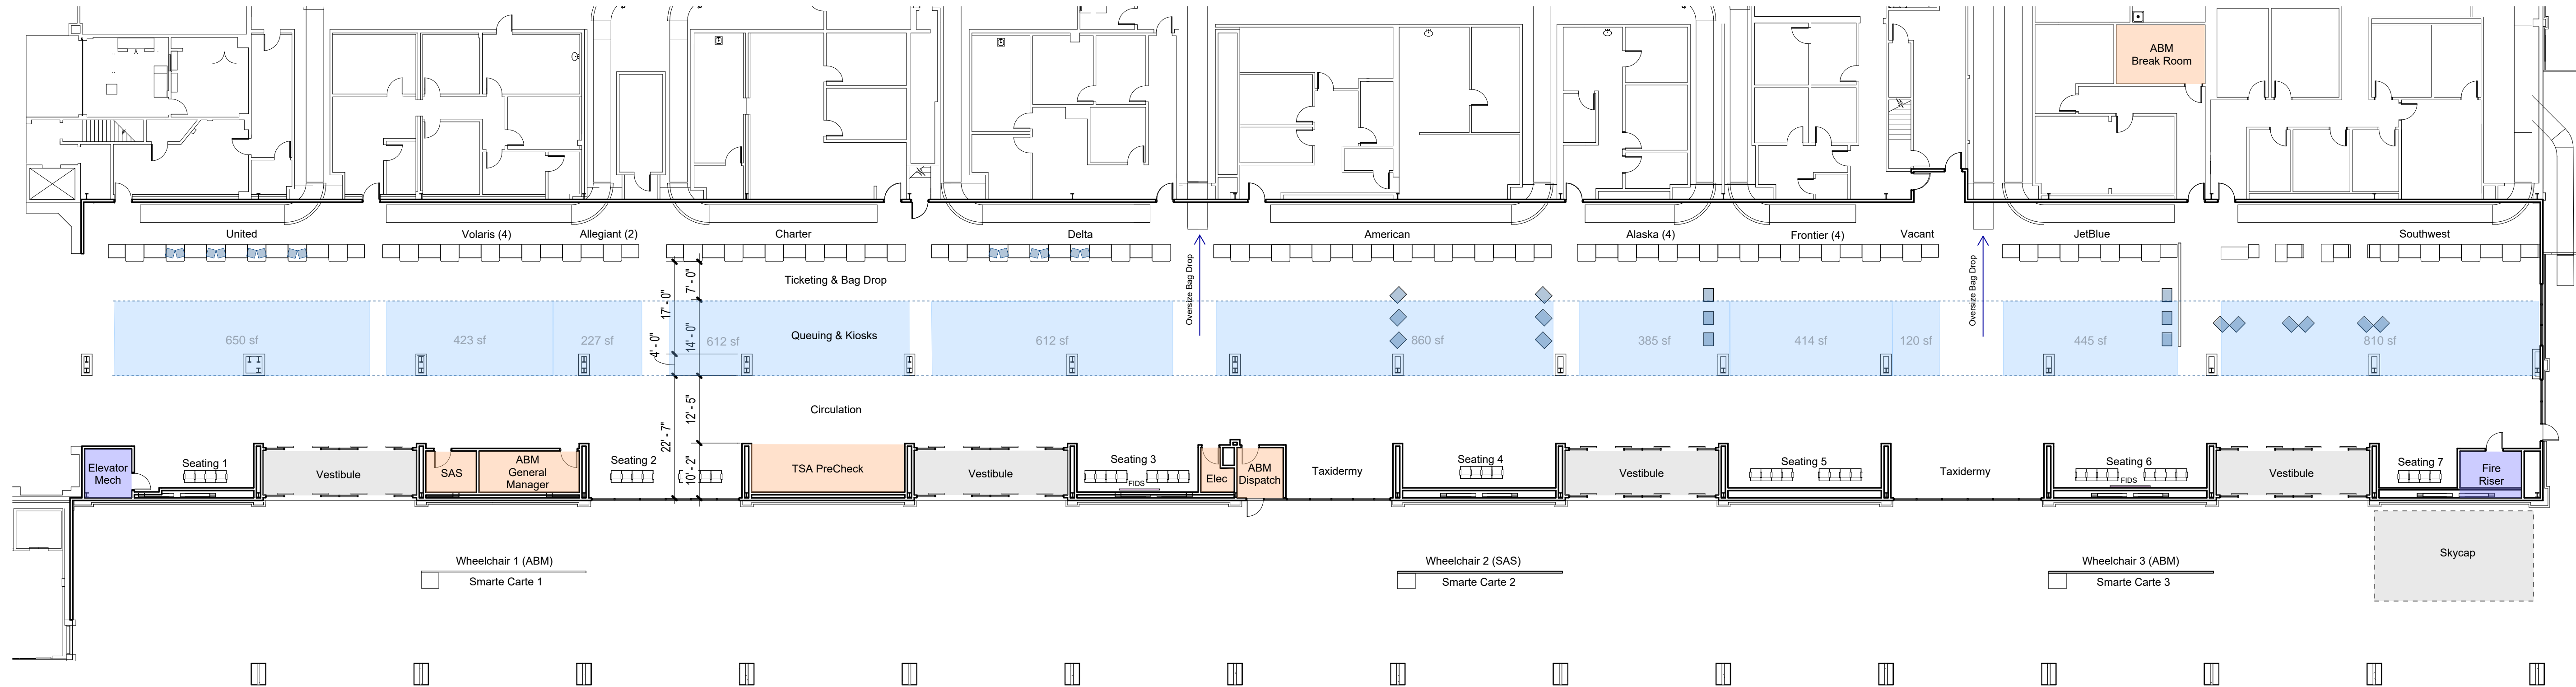 ABM
Break Room
United
Volaris (4)
Allegiant (2)
Charter
Delta
American
Alaska (4)
Frontier (4)
Vacant
JetBlue
Southwest
Oversize Bag Drop
Oversize Bag Drop
Ticketing & Bag Drop
7' - 0"
17' - 0"
14' - 0"
4' - 0"
Queuing & Kiosks
650 sf
423 sf
227 sf
612 sf
612 sf
860 sf
385 sf
414 sf
120 sf
445 sf
810 sf
Circulation
12' - 5"
22' - 7"
10' - 2"
Elevator
Mech
Seating 1
Vestibule
SAS
ABM
General
Manager
Seating 2
TSA PreCheck
Vestibule
Seating 3
FIDS
Elec
ABM
Dispatch
Taxidermy
Seating 4
Vestibule
Seating 5
Taxidermy
Seating 6
FIDS
Vestibule
Seating 7
Fire
Riser
Wheelchair 1 (ABM)
Smarte Carte 1
Wheelchair 2 (SAS)
Smarte Carte 2
Wheelchair 3 (ABM)
Smarte Carte 3
Skycap